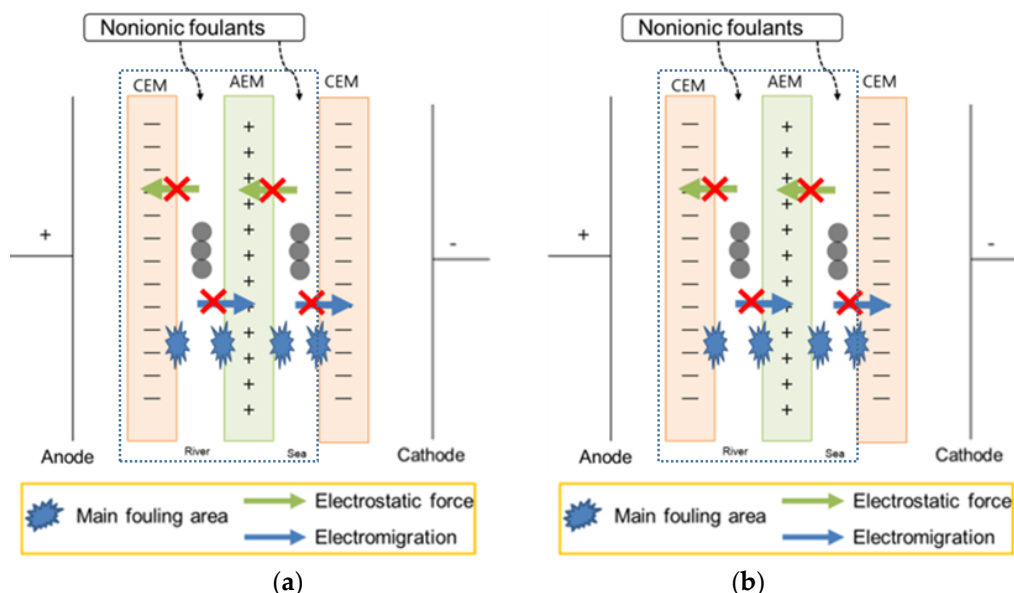 Nonionic foulants
CEM
AEM
CEM
+
-
Anode
River
Sea
Cathode
Main fouling area
Electrostatic force
Electromigration
(a)
Nonionic foulants
CEM
AEM
CEM
+
-
Anode
River
Sea
Cathode
Main fouling area
Electrostatic force
Electromigration
(b)